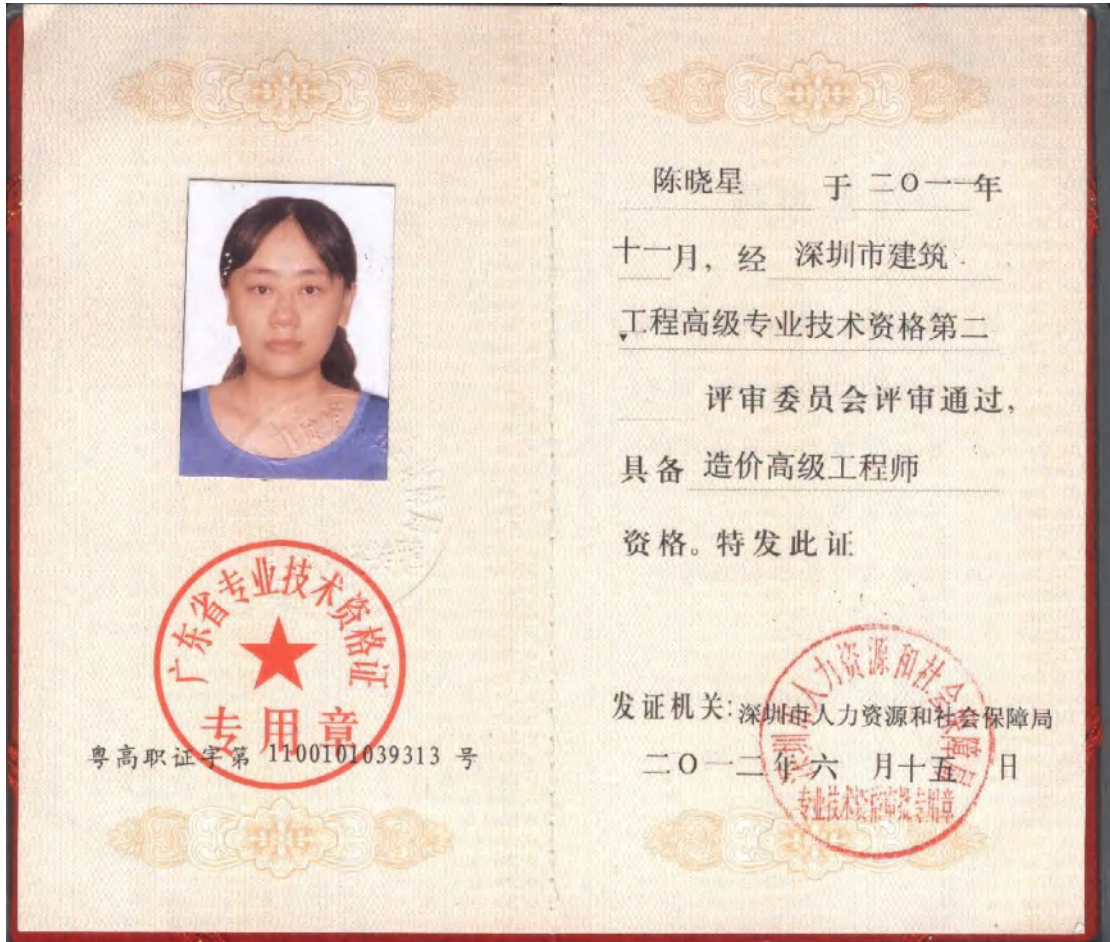 广东省专业技术资格证
专用章
粤高职证字第 1100101039313 号
陈晓星 于 二〇一一年
十一月，经 深圳市建筑
工程高级专业技术资格第二
评审委员会评审通过，
具备 造价高级工程师
资格。特发此证
发证机关：深圳市人力资源和社会保障局
二〇一二年六 月十五 日
深圳市人力资源和社会保障局
专业技术资格审批专用章